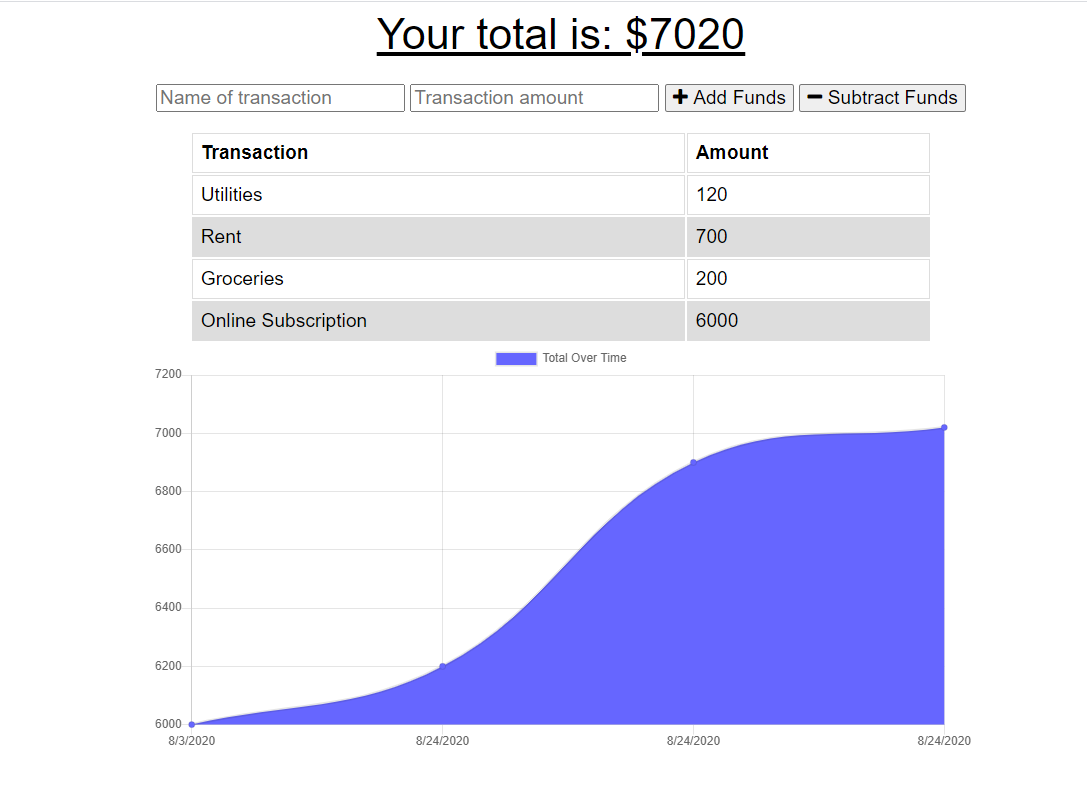 Your total is: $7020
Name of transaction Transaction amount + Add Funds − Subtract Funds
Transaction Amount
Utilities 120
Rent 700
Groceries 200
Online Subscription 6000
Total Over Time
7200
7000
6800
6600
6400
6200
6000
8/3/2020 8/24/2020 8/24/2020 8/24/2020